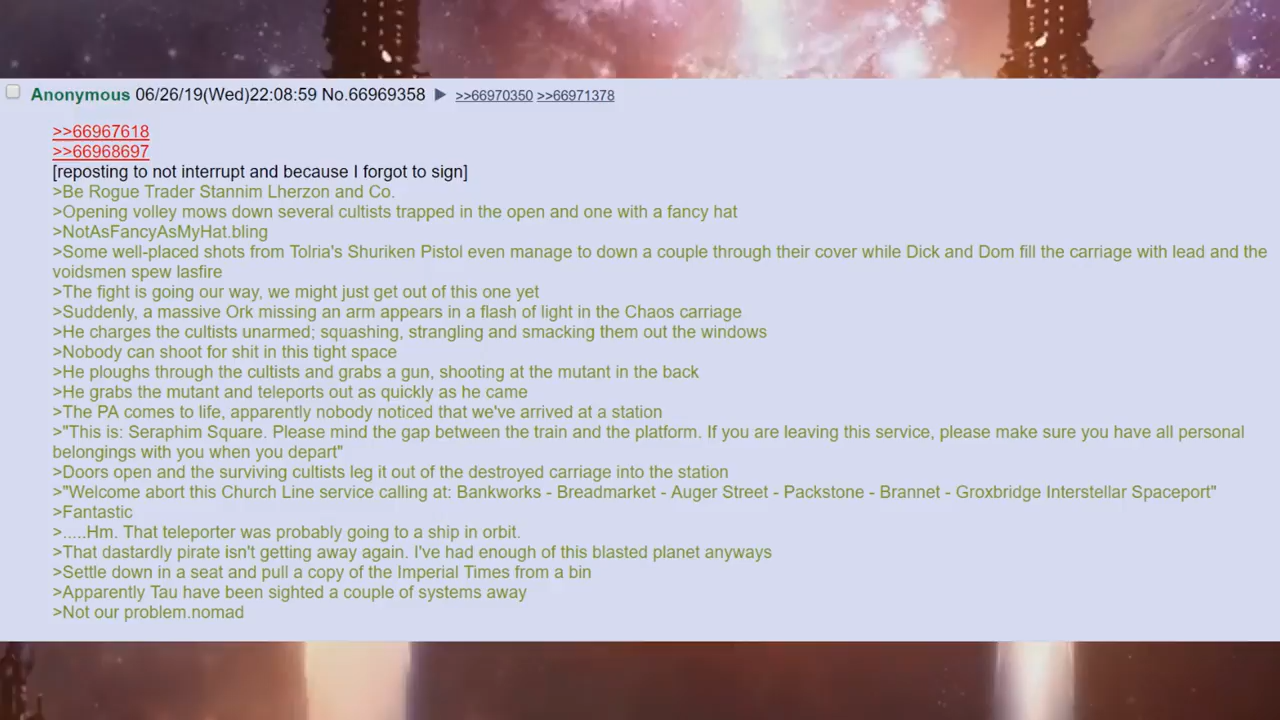 Anonymous 06/26/19(Wed)22:08:59 No.66969358 ▶ >>66970350 >>66971378
>>66967618
>>66968697
[reposting to not interrupt and because I forgot to sign]
>Be Rogue Trader Stannim Lherzon and Co.
>Opening volley mows down several cultists trapped in the open and one with a fancy hat
>NotAsFancyAsMyHat.bling
>Some well-placed shots from Tolria's Shuriken Pistol even manage to down a couple through their cover while Dick and Dom fill the carriage with lead and the
voidsmen spew lasfire
>The fight is going our way, we might just get out of this one yet
>Suddenly, a massive Ork missing an arm appears in a flash of light in the Chaos carriage
>He charges the cultists unarmed; squashing, strangling and smacking them out the windows
>Nobody can shoot for shit in this tight space
>He ploughs through the cultists and grabs a gun, shooting at the mutant in the back
>He grabs the mutant and teleports out as quickly as he came
>The PA comes to life, apparently nobody noticed that we've arrived at a station
>"This is: Seraphim Square. Please mind the gap between the train and the platform. If you are leaving this service, please make sure you have all personal
belongings with you when you depart"
>Doors open and the surviving cultists leg it out of the destroyed carriage into the station
>"Welcome abort this Church Line service calling at: Bankworks - Breadmarket - Auger Street - Packstone - Brannet - Groxbridge Interstellar Spaceport"
>Fantastic
>.....Hm. That teleporter was probably going to a ship in orbit.
>That dastardly pirate isn't getting away again. I've had enough of this blasted planet anyways
>Settle down in a seat and pull a copy of the Imperial Times from a bin
>Apparently Tau have been sighted a couple of systems away
>Not our problem.nomad